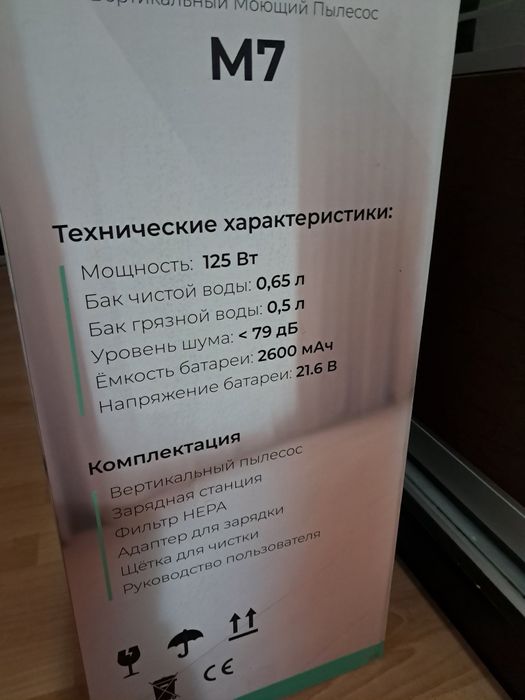 Вертикальный Моющий Пылесос
M7
Технические характеристики:
Мощность: 125 Вт
Бак чистой воды: 0,65 л
Бак грязной воды: 0,5 л
Уровень шума: < 79 дБ
Ёмкость батареи: 2600 мАч
Напряжение батареи: 21.6 В
Комплектация
Вертикальный пылесос
Зарядная станция
Фильтр HEPA
Адаптер для зарядки
Щётка для чистки
Руководство пользователя
CE